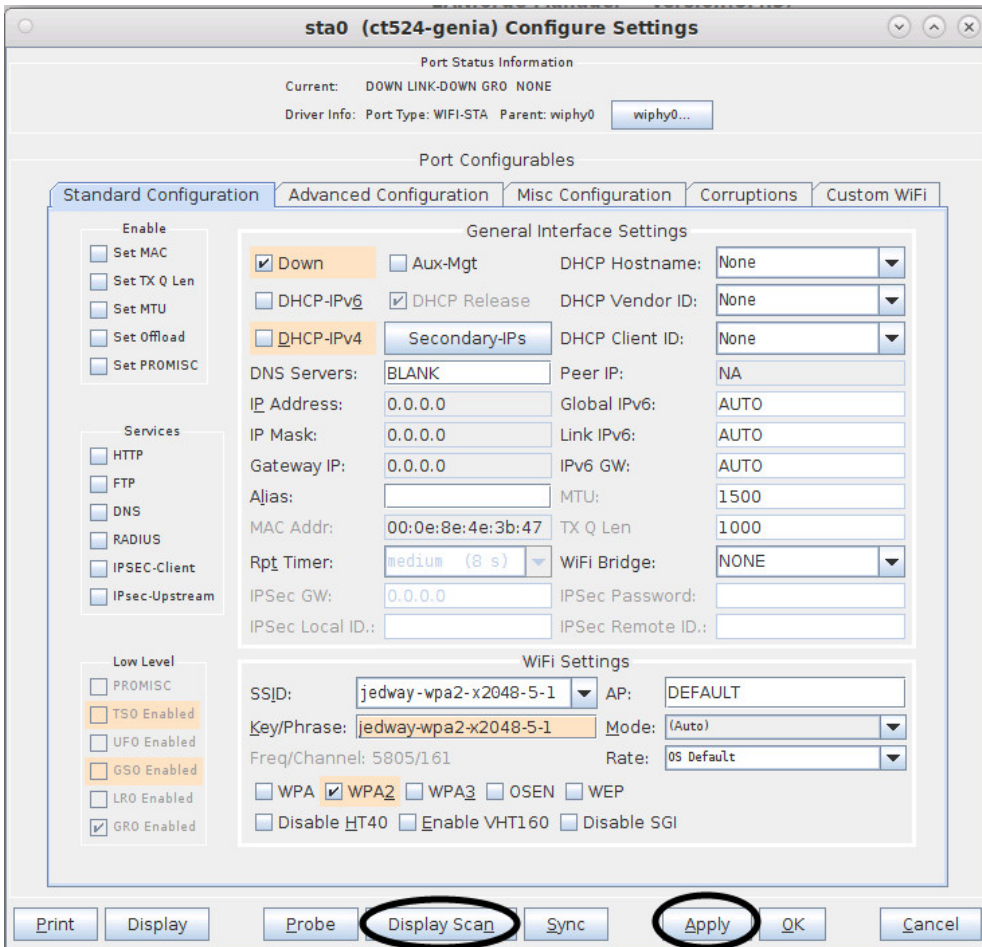 sta0 (ct524-genia) Configure Settings
Port Status Information
Current: DOWN LINK-DOWN GRO NONE
Driver Info: Port Type: WIFI-STA Parent: wiphy0 wiphy0...
Port Configurables
Standard Configuration Advanced Configuration Misc Configuration Corruptions Custom WiFi
Enable
Set MAC
Set TX Q Len
Set MTU
Set Offload
Set PROMISC
Services
HTTP
FTP
DNS
RADIUS
IPSEC-Client
IPsec-Upstream
Low Level
PROMISC
TSO Enabled
UFO Enabled
GSO Enabled
LRO Enabled
GRO Enabled
General Interface Settings
Down Aux-Mgt DHCP Hostname: None
DHCP-IPv6 DHCP Release DHCP Vendor ID: None
DHCP-IPv4 Secondary-IPs DHCP Client ID: None
DNS Servers: BLANK Peer IP: NA
IP Address: 0.0.0.0 Global IPv6: AUTO
IP Mask: 0.0.0.0 Link IPv6: AUTO
Gateway IP: 0.0.0.0 IPv6 GW: AUTO
Alias: MTU: 1500
MAC Addr: 00:0e:8e:4e:3b:47 TX Q Len 1000
Rpt Timer: medium (8 s) WiFi Bridge: NONE
IPSec GW: 0.0.0.0 IPSec Password:
IPSec Local ID.: IPSec Remote ID.:
WiFi Settings
SSID: jedway-wpa2-x2048-5-1 AP: DEFAULT
Key/Phrase: jedway-wpa2-x2048-5-1 Mode: (Auto)
Freq/Channel: 5805/161 Rate: OS Default
WPA WPA2 WPA3 OSEN WEP
Disable HT40 Enable VHT160 Disable SGI
Print Display Probe Display Scan Sync Apply OK Cancel